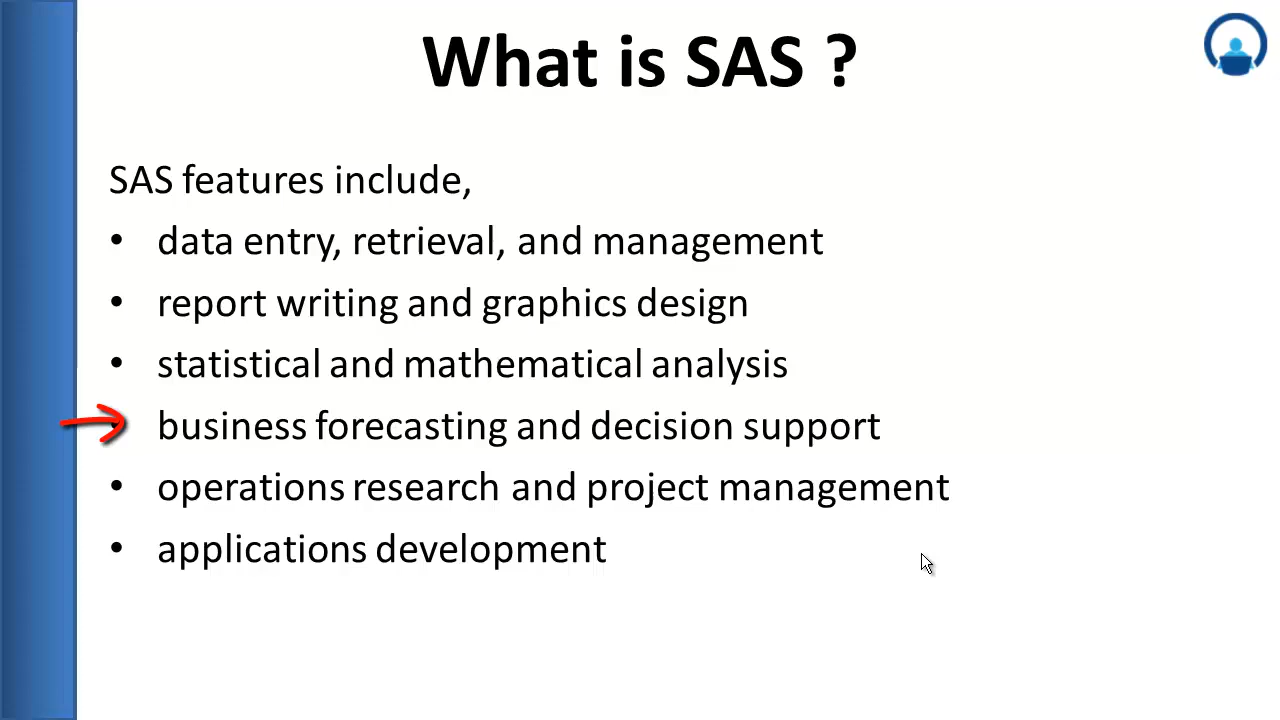 What is SAS ?
SAS features include,
• data entry, retrieval, and management
• report writing and graphics design
• statistical and mathematical analysis
business forecasting and decision support
• operations research and project management
• applications development